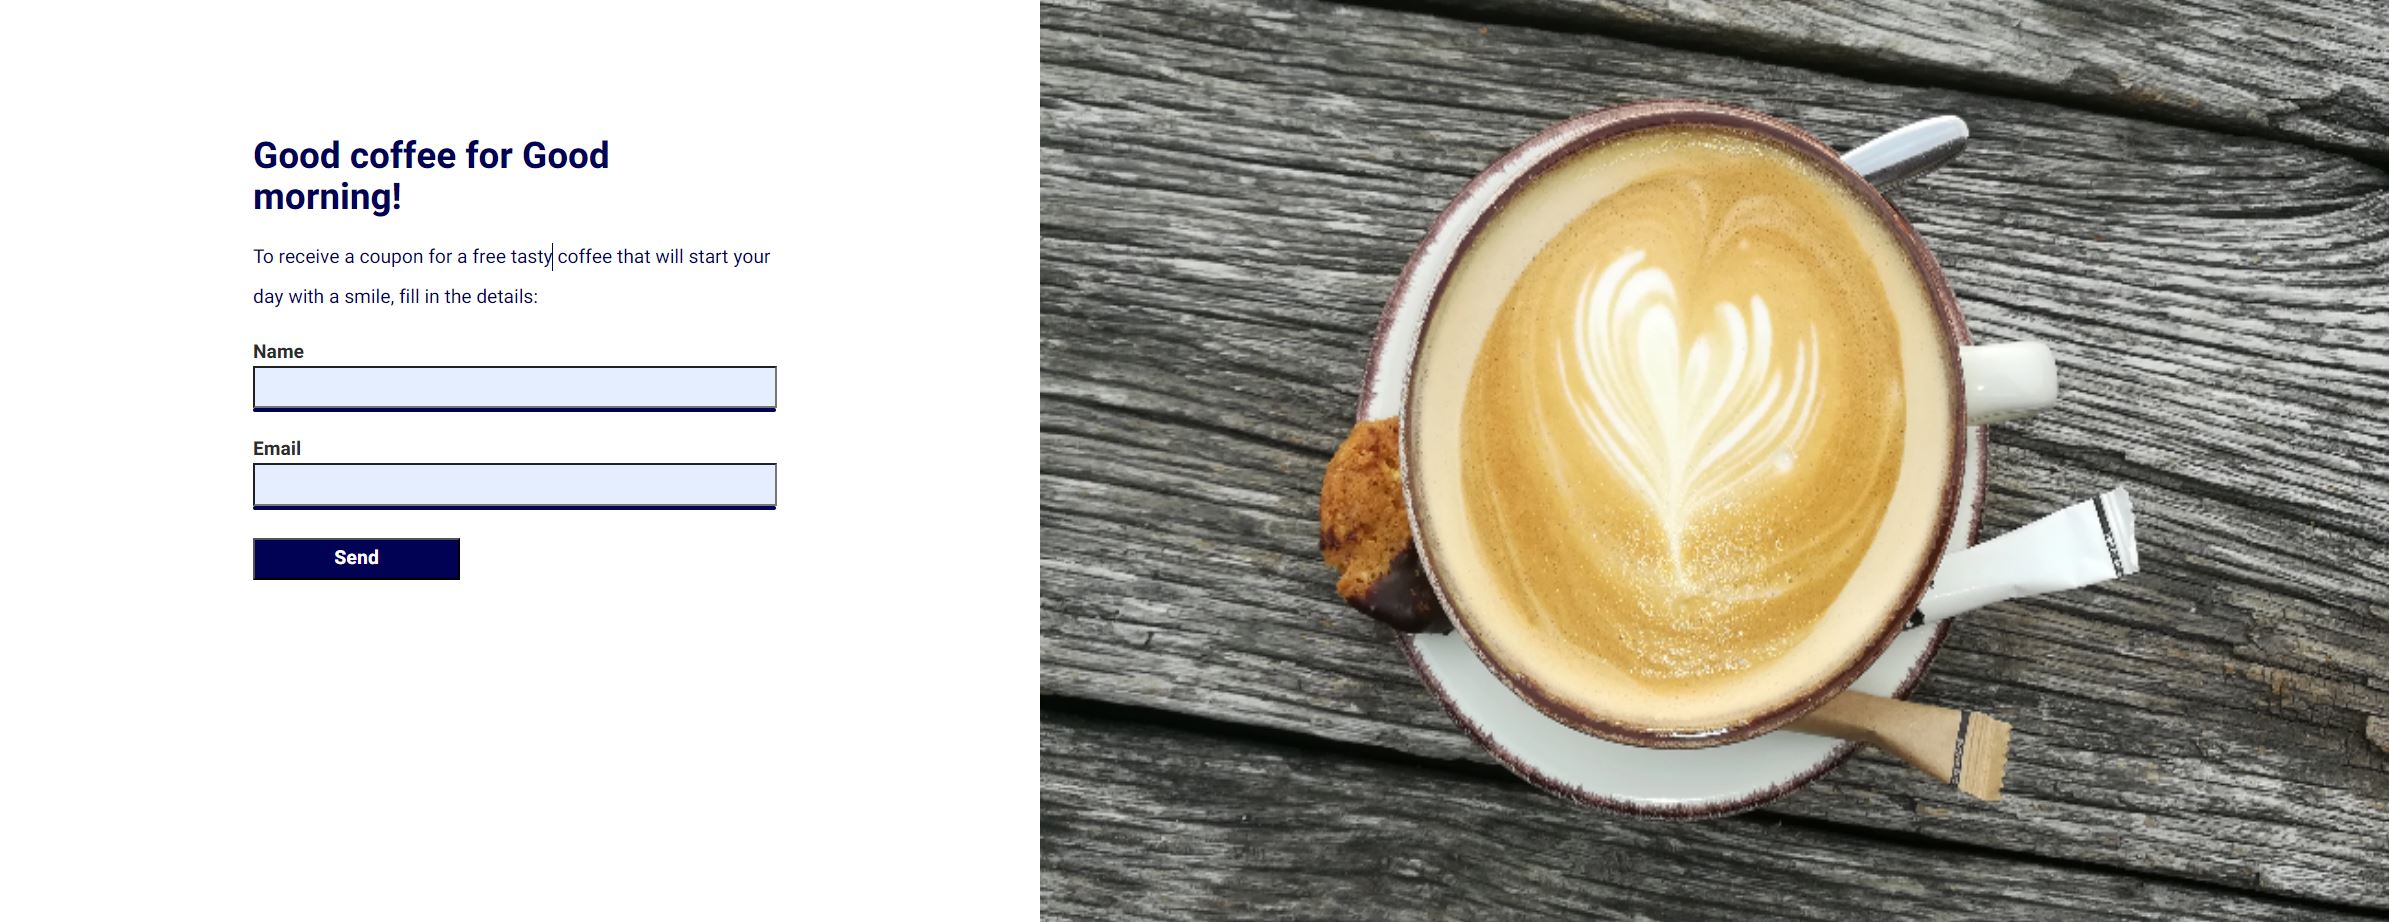 Good coffee for Good
morning!
To receive a coupon for a free tasty coffee that will start your
day with a smile, fill in the details:
Name
Email
Send